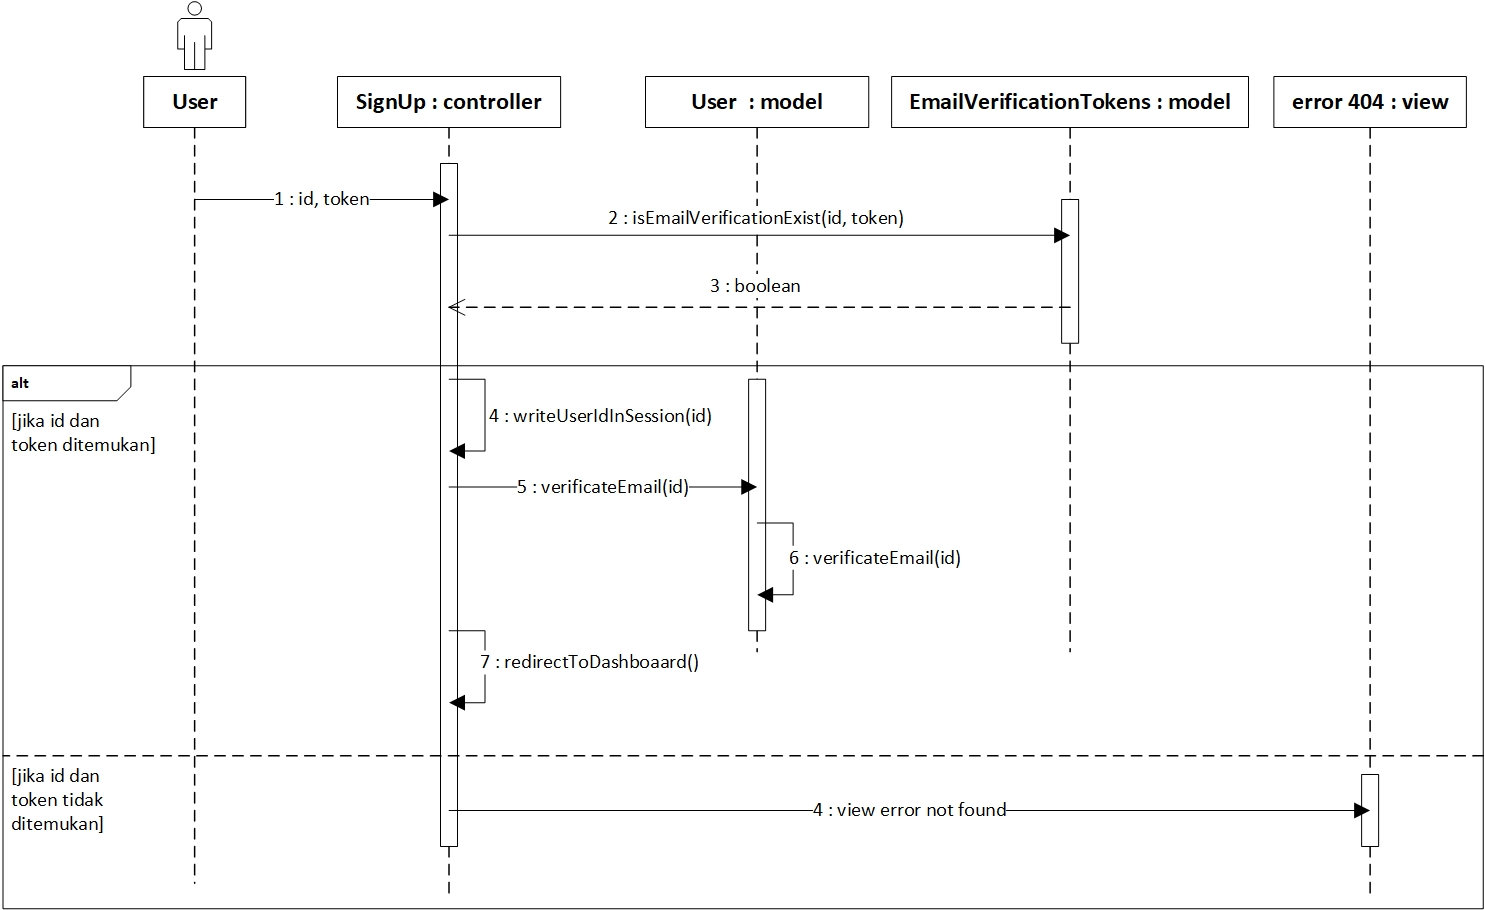 User
SignUp : controller
User : model
EmailVerificationTokens : model
error 404 : view
1 : id, token
2 : isEmailVerificationExist(id, token)
3 : boolean
alt
[jika id dan
token ditemukan]
4 : writeUserIdInSession(id)
5 : verificateEmail(id)
6 : verificateEmail(id)
7 : redirectToDashboaard()
[jika id dan
token tidak
ditemukan]
4 : view error not found